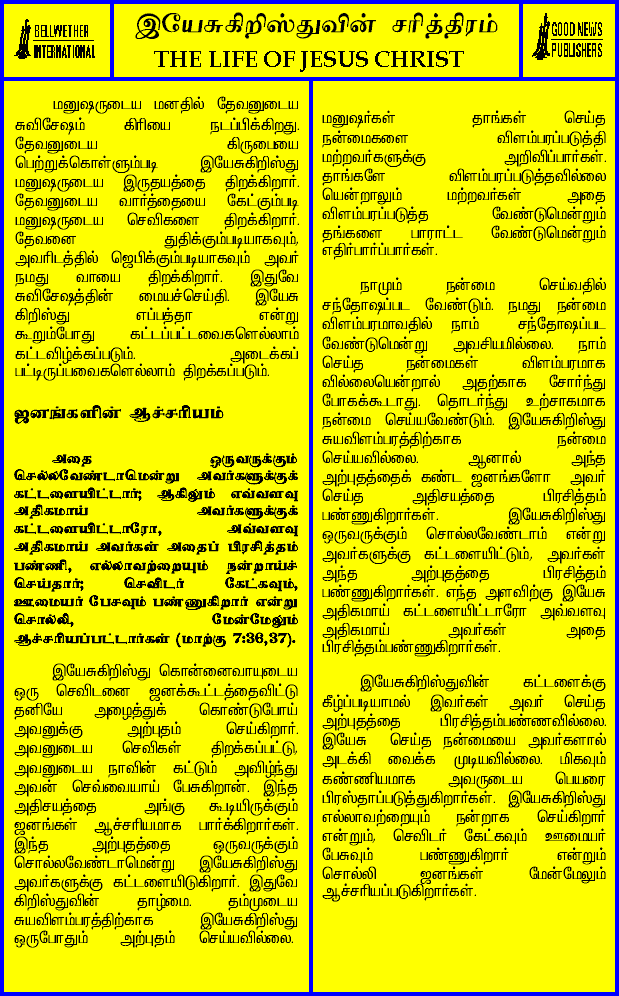 BELLWETHER
INTERNATIONAL
இயேசுகிறிஸ்துவின் சரித்திரம்
THE LIFE OF JESUS CHRIST
GOOD NEWS
PUBLISHERS
மனுஷருடைய மனதில் தேவனுடைய
சுவிசேஷம் கிரியை நடப்பிக்கிறது.
தேவனுடைய கிருபையை
பெற்றுக்கொள்ளும்படி இயேசுகிறிஸ்து
மனுஷருடைய இருதயத்தை திறக்கிறார்.
தேவனுடைய வார்த்தையை கேட்கும்படி
மனுஷருடைய செவிகளை திறக்கிறார்.
தேவனை துதிக்கும்படியாகவும்,
அவரிடத்தில் ஜெபிக்கும்படியாகவும் அவர்
நமது வாயை திறக்கிறார். இதுவே
சுவிசேஷத்தின் மையச்செய்தி. இயேசு
கிறிஸ்து எப்பத்தா என்று
கூறும்போது கட்டப்பட்டவைகளெல்லாம்
கட்டவிழ்க்கப்படும். அடைக்கப்
பட்டிருப்பவைகளெல்லாம் திறக்கப்படும்.
ஜனங்களின் ஆச்சரியம்
அதை ஒருவருக்கும்
சொல்லவேண்டாமென்று அவர்களுக்குக்
கட்டளையிட்டார்; ஆகிலும் எவ்வளவு
அதிகமாய் அவர்களுக்குக்
கட்டளையிட்டாரோ, அவ்வளவு
அதிகமாய் அவர்கள் அதைப் பிரசித்தம்
பண்ணி, எல்லாவற்றையும் நன்றாய்ச்
செய்தார்; செவிடர் கேட்கவும்,
ஊமையர் பேசவும் பண்ணுகிறார் என்று
சொல்லி, மேன்மேலும்
ஆச்சரியப்பட்டார்கள் (மாற்கு 7:36,37).
இயேசுகிறிஸ்து கொன்னைவாயுடைய
ஒரு செவிடனை ஜனக்கூட்டத்தைவிட்டு
தனியே அழைத்துக் கொண்டுபோய்
அவனுக்கு அற்புதம் செய்கிறார்.
அவனுடைய செவிகள் திறக்கப்பட்டு,
அவனுடைய நாவின் கட்டும் அவிழ்ந்து
அவன் செவ்வையாய் பேசுகிறான். இந்த
அதிசயத்தை அங்கு கூடியிருக்கும்
ஜனங்கள் ஆச்சரியமாக பார்க்கிறார்கள்.
இந்த அற்புதத்தை ஒருவருக்கும்
சொல்லவேண்டாமென்று இயேசுகிறிஸ்து
அவர்களுக்கு கட்டளையிடுகிறார். இதுவே
கிறிஸ்துவின் தாழ்மை. தம்முடைய
சுயவிளம்பரத்திற்காக இயேசுகிறிஸ்து
ஒருபோதும் அற்புதம் செய்யவில்லை.
மனுஷர்கள் தாங்கள் செய்த
நன்மைகளை விளம்பரப்படுத்தி
மற்றவர்களுக்கு அறிவிப்பார்கள்.
தாங்களே விளம்பரப்படுத்தவில்லை
யென்றாலும் மற்றவர்கள் அதை
விளம்பரப்படுத்த வேண்டுமென்றும்
தங்களை பாராட்ட வேண்டுமென்றும்
எதிர்பார்ப்பார்கள்.
நாமும் நன்மை செய்வதில்
சந்தோஷப்பட வேண்டும். நமது நன்மை
விளம்பரமாவதில் நாம் சந்தோஷப்பட
வேண்டுமென்று அவசியமில்லை. நாம்
செய்த நன்மைகள் விளம்பரமாக
வில்லையென்றால் அதற்காக சோர்ந்து
போகக்கூடாது. தொடர்ந்து உற்சாகமாக
நன்மை செய்யவேண்டும். இயேசுகிறிஸ்து
சுயவிளம்பரத்திற்காக நன்மை
செய்யவில்லை. ஆனால் அந்த
அற்புதத்தைக் கண்ட ஜனங்களோ அவர்
செய்த அதிசயத்தை பிரசித்தம்
பண்ணுகிறார்கள். இயேசுகிறிஸ்து
ஒருவருக்கும் சொல்லவேண்டாம் என்று
அவர்களுக்கு கட்டளையிட்டும், அவர்கள்
அந்த அற்புதத்தை பிரசித்தம்
பண்ணுகிறார்கள். எந்த அளவிற்கு இயேசு
அதிகமாய் கட்டளையிட்டாரோ அவ்வளவு
அதிகமாய் அவர்கள் அதை
பிரசித்தம்பண்ணுகிறார்கள்.
இயேசுகிறிஸ்துவின் கட்டளைக்கு
கீழ்ப்படியாமல் இவர்கள் அவர் செய்த
அற்புதத்தை பிரசித்தம்பண்ணவில்லை.
இயேசு செய்த நன்மையை அவர்களால்
அடக்கி வைக்க முடியவில்லை. மிகவும்
கண்ணியமாக அவருடைய பெயரை
பிரஸ்தாப்படுத்துகிறார்கள். இயேசுகிறிஸ்து
எல்லாவற்றையும் நன்றாக செய்கிறார்
என்றும், செவிடர் கேட்கவும் ஊமையர்
பேசுவும் பண்ணுகிறார் என்றும்
சொல்லி ஜனங்கள் மேன்மேலும்
ஆச்சரியப்படுகிறார்கள்.